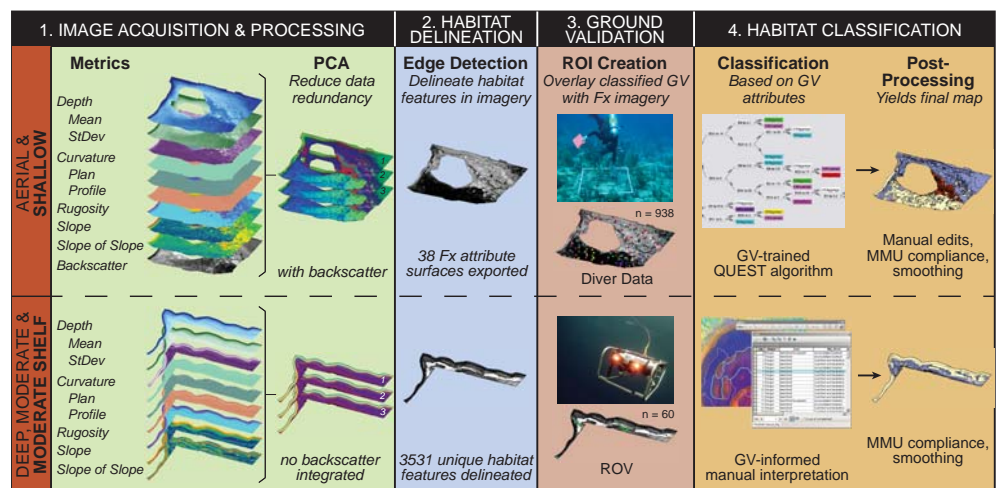 1. IMAGE ACQUISITION & PROCESSING
2. HABITAT
DELINEATION
3. GROUND
VALIDATION
4. HABITAT CLASSIFICATION
AERIAL &
SHALLOW
Metrics
Depth
Mean
StDev
Curvature
Plan
Profile
Rugosity
Slope
Slope of Slope
Backscatter
PCA
Reduce data
redundancy
1
2
3
with backscatter
Edge Detection
Delineate habitat
features in imagery
38 Fx attribute
surfaces exported
ROI Creation
Overlay classified GV
with Fx imagery
n = 938
Diver Data
Classification
Based on GV
attributes
GV-trained
QUEST algorithm
Post-
Processing
Yields final map
Manual edits,
MMU compliance,
smoothing
DEEP, MODERATE &
MODERATE SHELF
Depth
Mean
StDev
Curvature
Plan
Profile
Rugosity
Slope
Slope of Slope
1
2
3
no backscatter
integrated
3531 unique habitat
features delineated
n = 60
ROV
GV-informed
manual interpretation
MMU compliance,
smoothing